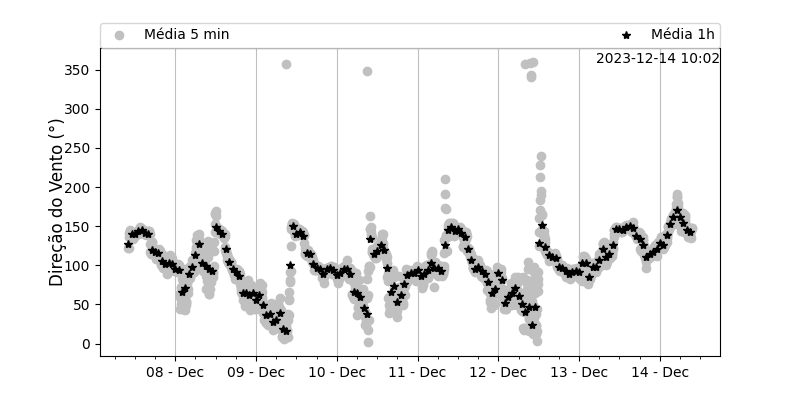 Média 5 min
Média 1h
2023-12-14 10:02
Direção do Vento (°)
350
300
250
200
150
100
50
0
08 - Dec
09 - Dec
10 - Dec
11 - Dec
12 - Dec
13 - Dec
14 - Dec